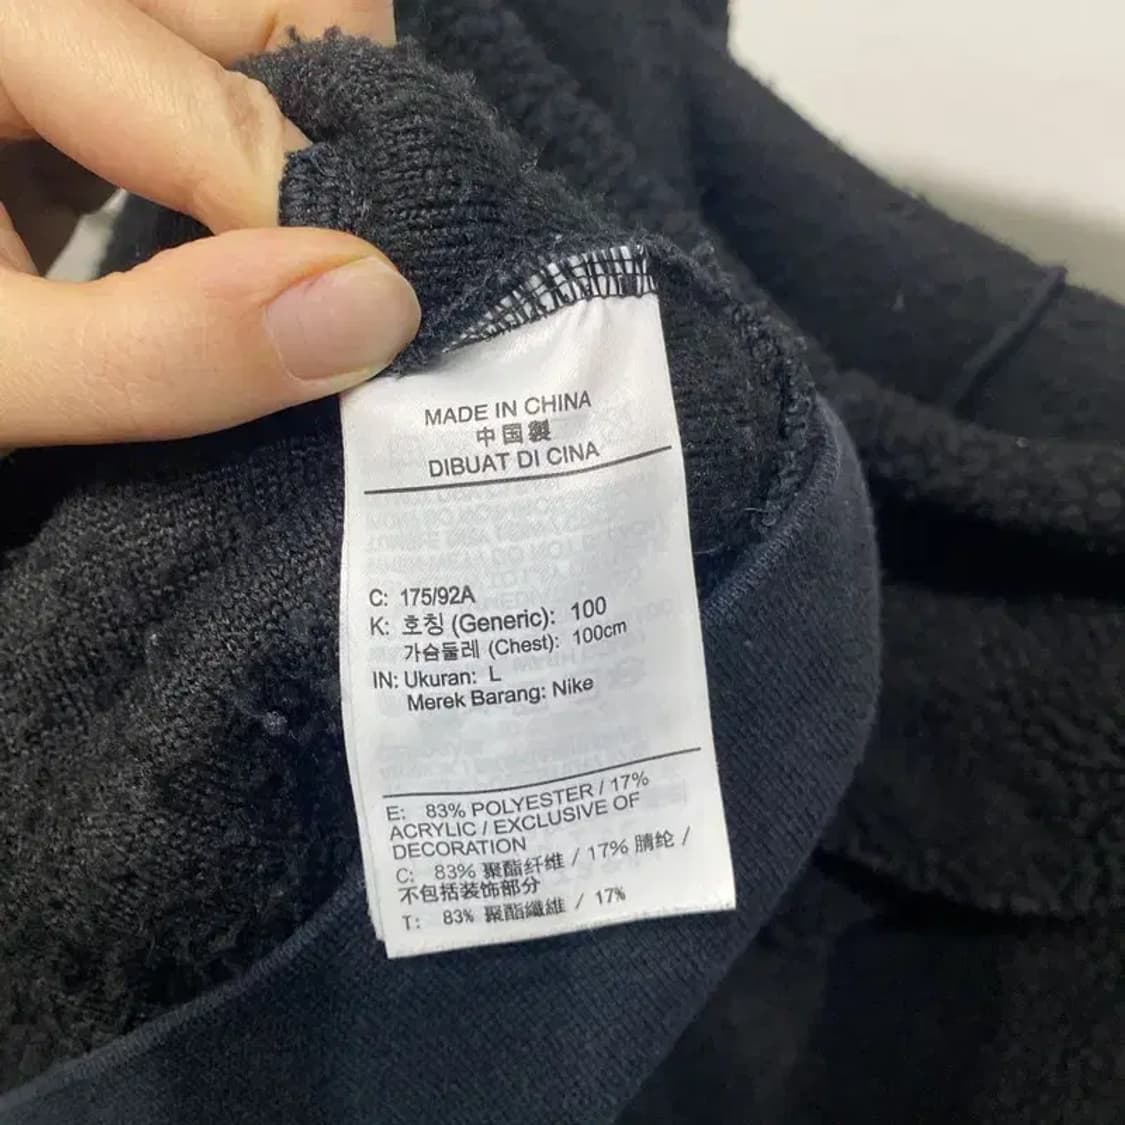 MADE IN CHINA
中国製
DIBUAT DI CINA
C: 175/92A
K: 호칭 (Generic): 100
가슴둘레 (Chest): 100cm
IN: Ukuran: L
Merek Barang: Nike
E: 83% POLYESTER / 17%
ACRYLIC / EXCLUSIVE OF
DECORATION
C: 83% 聚酯纤维 / 17% 腈纶 /
不包括装饰部分
T: 83% 聚酯纖維 / 17%